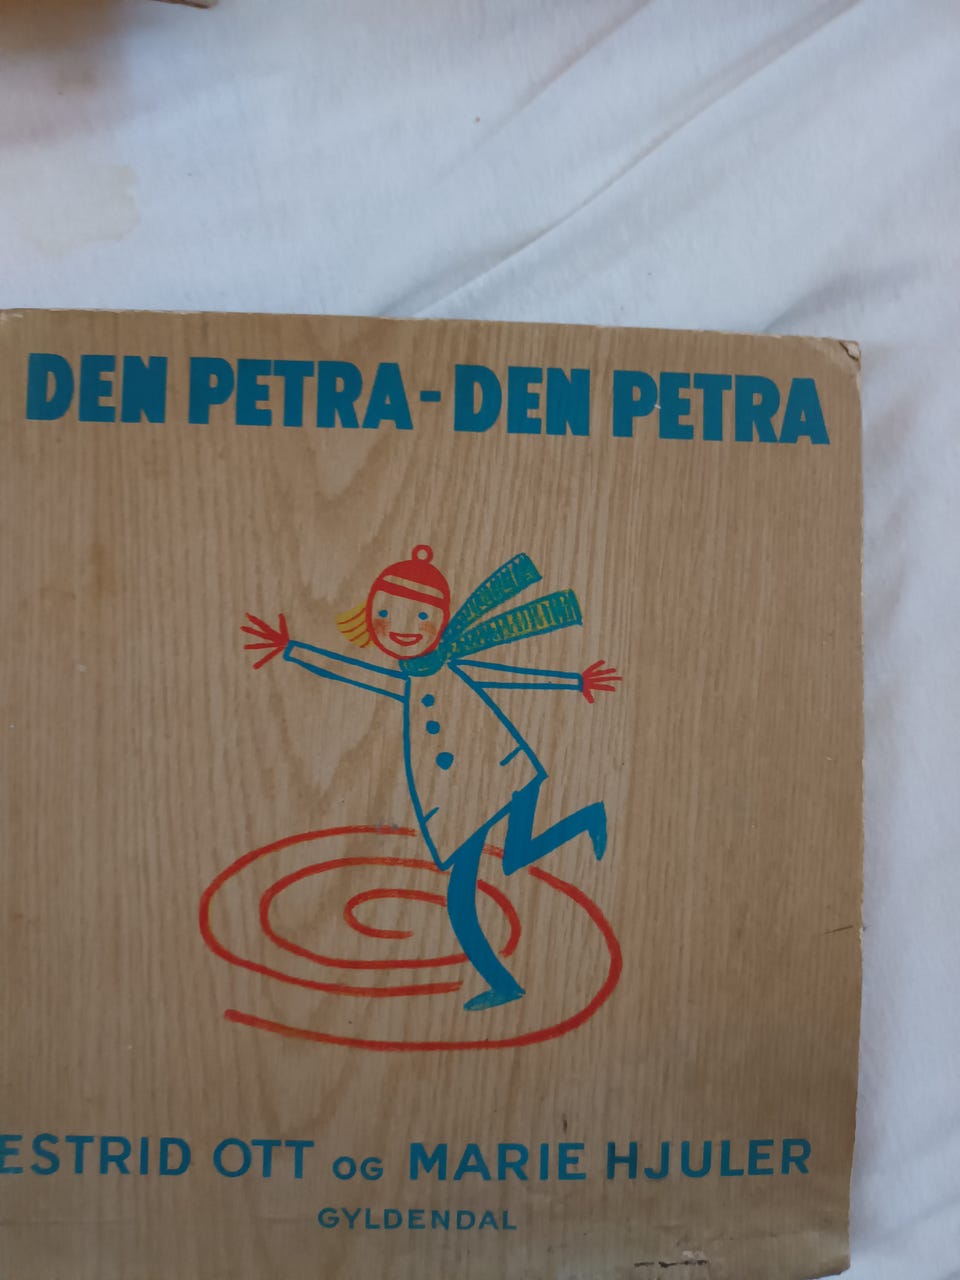 DEN PETRA-DEN PETRA
ESTRID OTT OG MARIE HJULER
GYLDENDAL